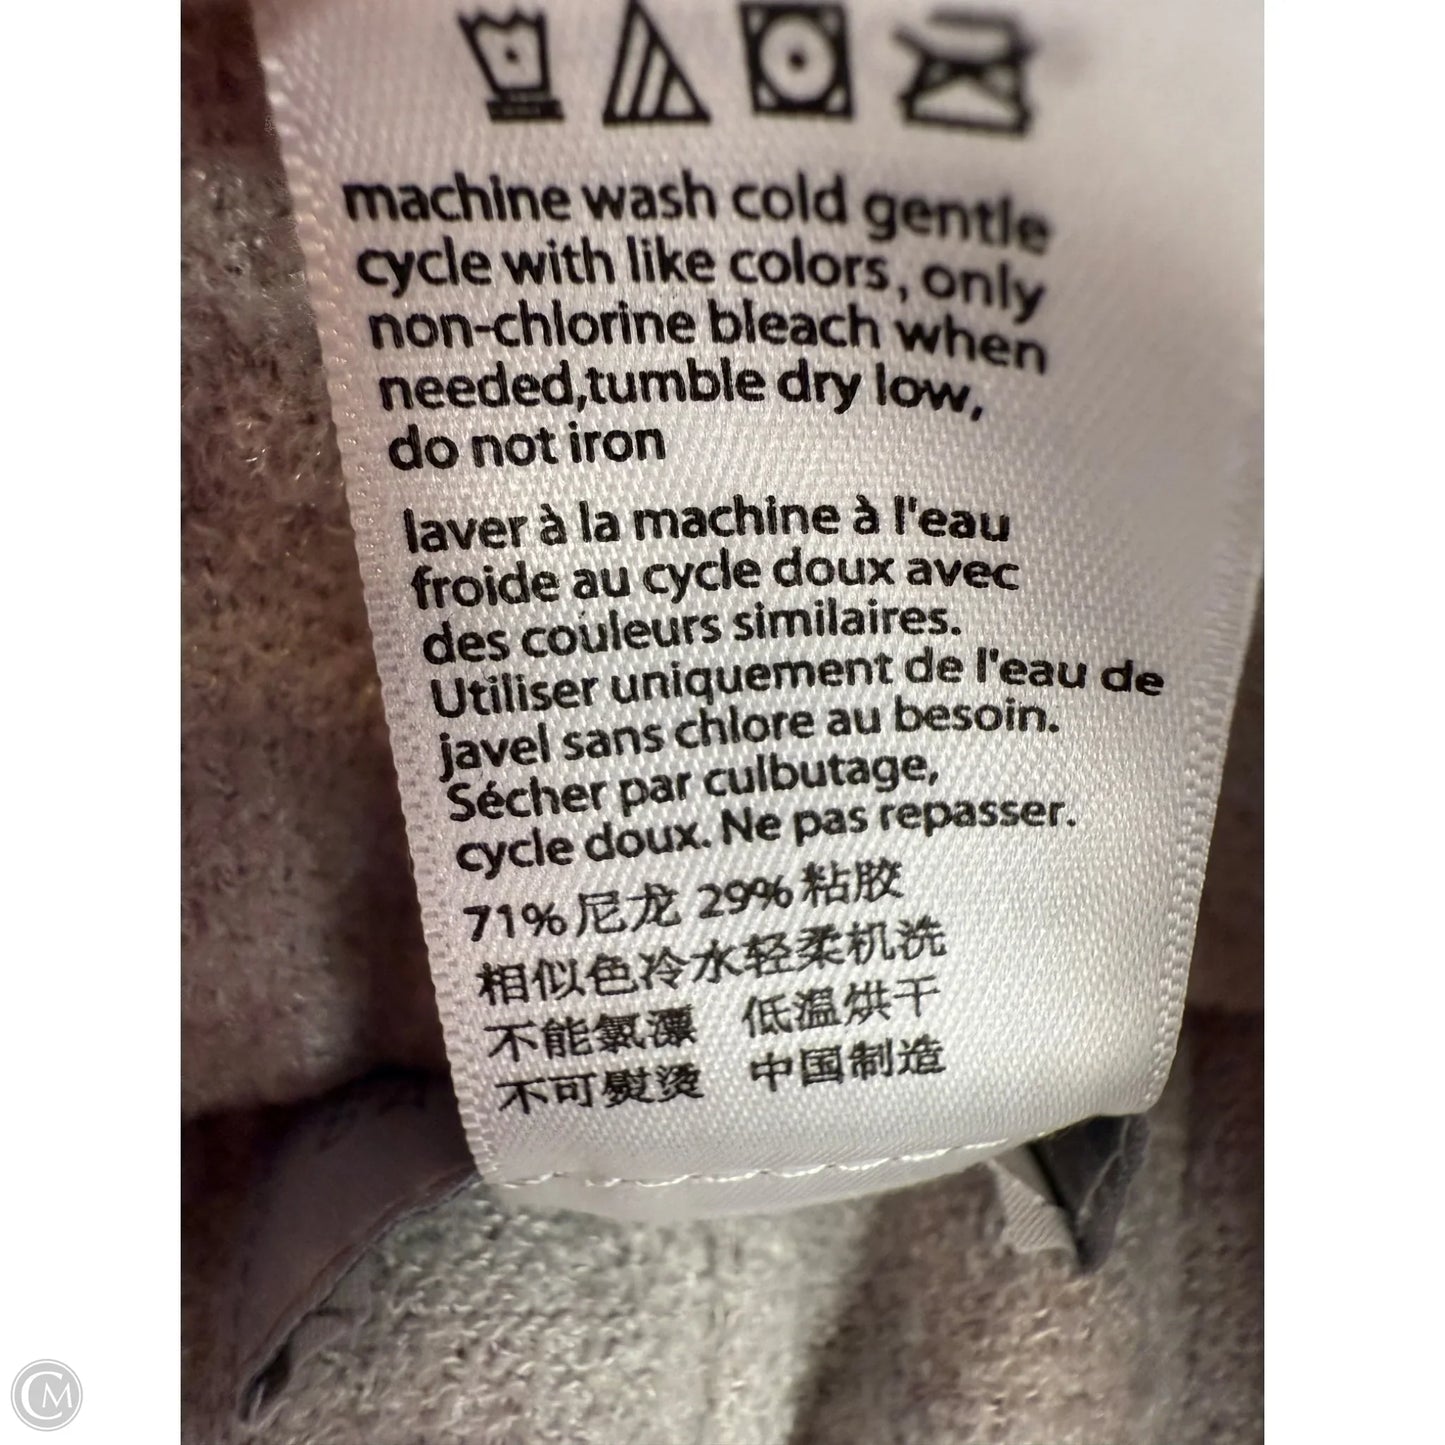 machine wash cold gentle
cycle with like colors, only
non-chlorine bleach when
needed,tumble dry low,
do not iron
laver à la machine à l'eau
froide au cycle doux avec
des couleurs similaires.
Utiliser uniquement de l'eau de
javel sans chlore au besoin.
Sécher par culbutage,
cycle doux. Ne pas repasser.
71%尼龙 29%粘胶
相似色冷水轻柔机洗
不能氯漂 低温烘干
不可熨烫 中国制造
CM